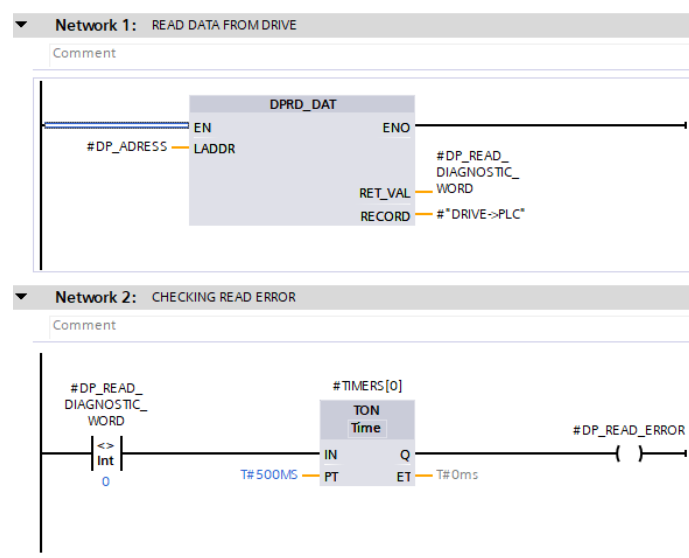 Network 1: READ DATA FROM DRIVE
Comment
DPRD_DAT
EN ENO
#DP_ADRESS LADDR
#DP_READ_
DIAGNOSTIC_
RET_VAL WORD
RECORD #"DRIVE->PLC"
Network 2: CHECKING READ ERROR
Comment
#DP_READ_ #TIMERS[0]
DIAGNOSTIC_ TON
WORD Time #DP_READ_ERROR
<>
Int IN Q
0 T#500MS PT ET T#0ms